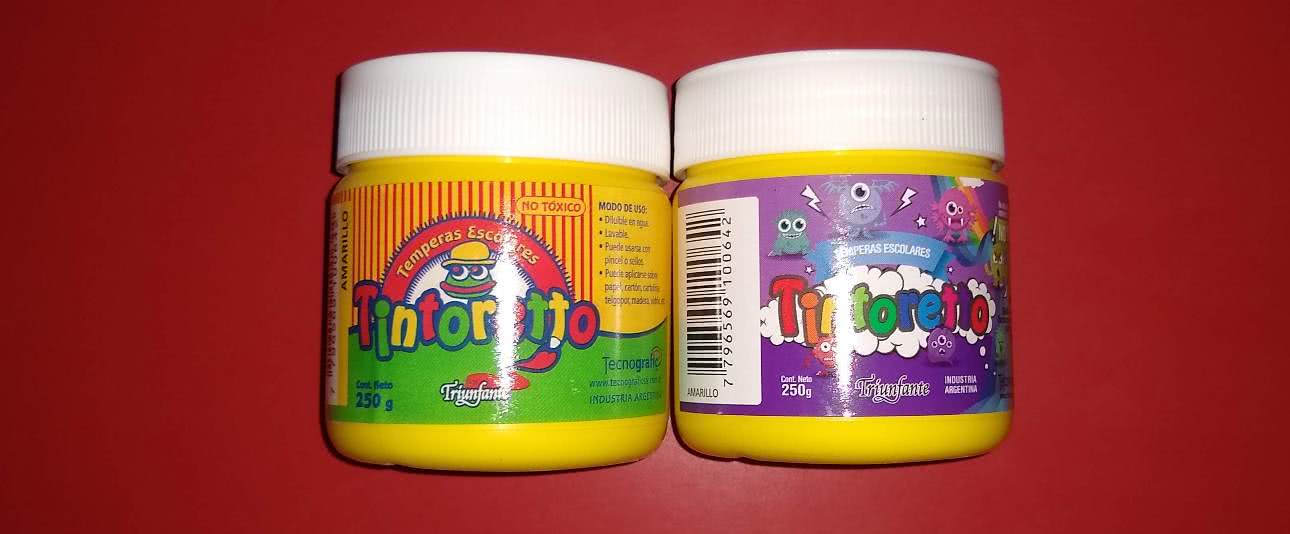 AMARILLO
NO TÓXICO
Temperas Escolares
Tintoretto
MODO DE USO:
• Diluible en agua.
• Lavable.
• Puede usarse con
pincel o sellos.
• Puede aplicarse sobre
papel, cartón, cartulina,
telgopor, madera, vidrio, etc
Cont. Neto
250 g
Triunfante
Tecnografic
INDUSTRIA ARGENTINA
7 796569 100642
AMARILLO
TEMPERAS ESCOLARES
Tintoretto
Cont. Neto
250g
Triunfante
INDUSTRIA
ARGENTINA